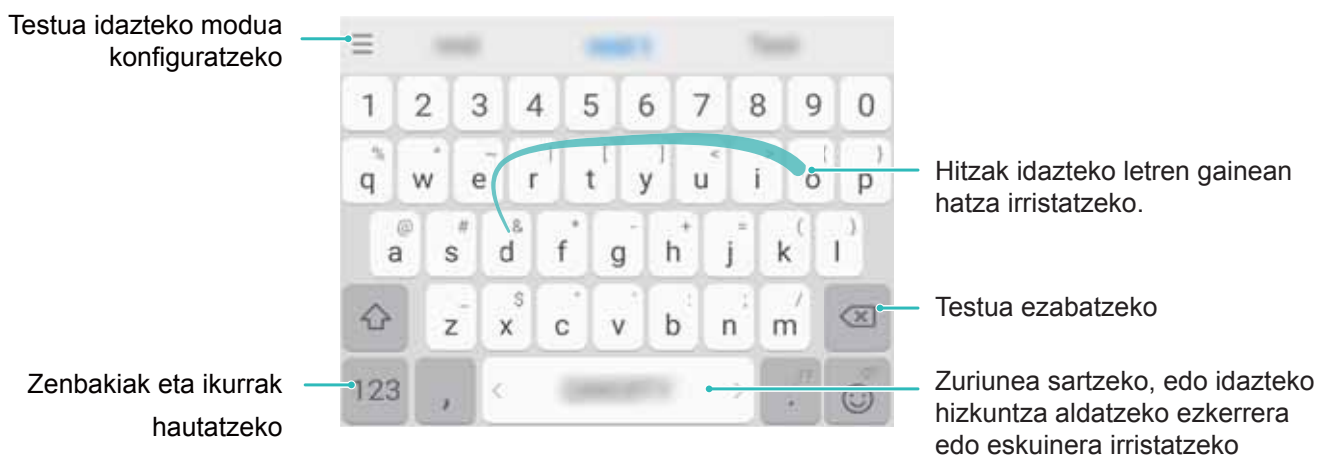 Testua idazteko modua
konfiguratzeko
1 2 3 4 5 6 7 8 9 0
% ^ ~ | [ ] < > { }
q w e r t y u i o p
Hitzak idazteko letren gainean
hatza irristatzeko.
@ # & * - + = ( )
a s d f g h j k l
_ $ " ' : ; /
z x c v b n m
Testua ezabatzeko
Zenbakiak eta ikurrak
hautatzeko
123 , < > .
Zuriunea sartzeko, edo idazteko
hizkuntza aldatzeko ezkerrera
edo eskuinera irristatzeko